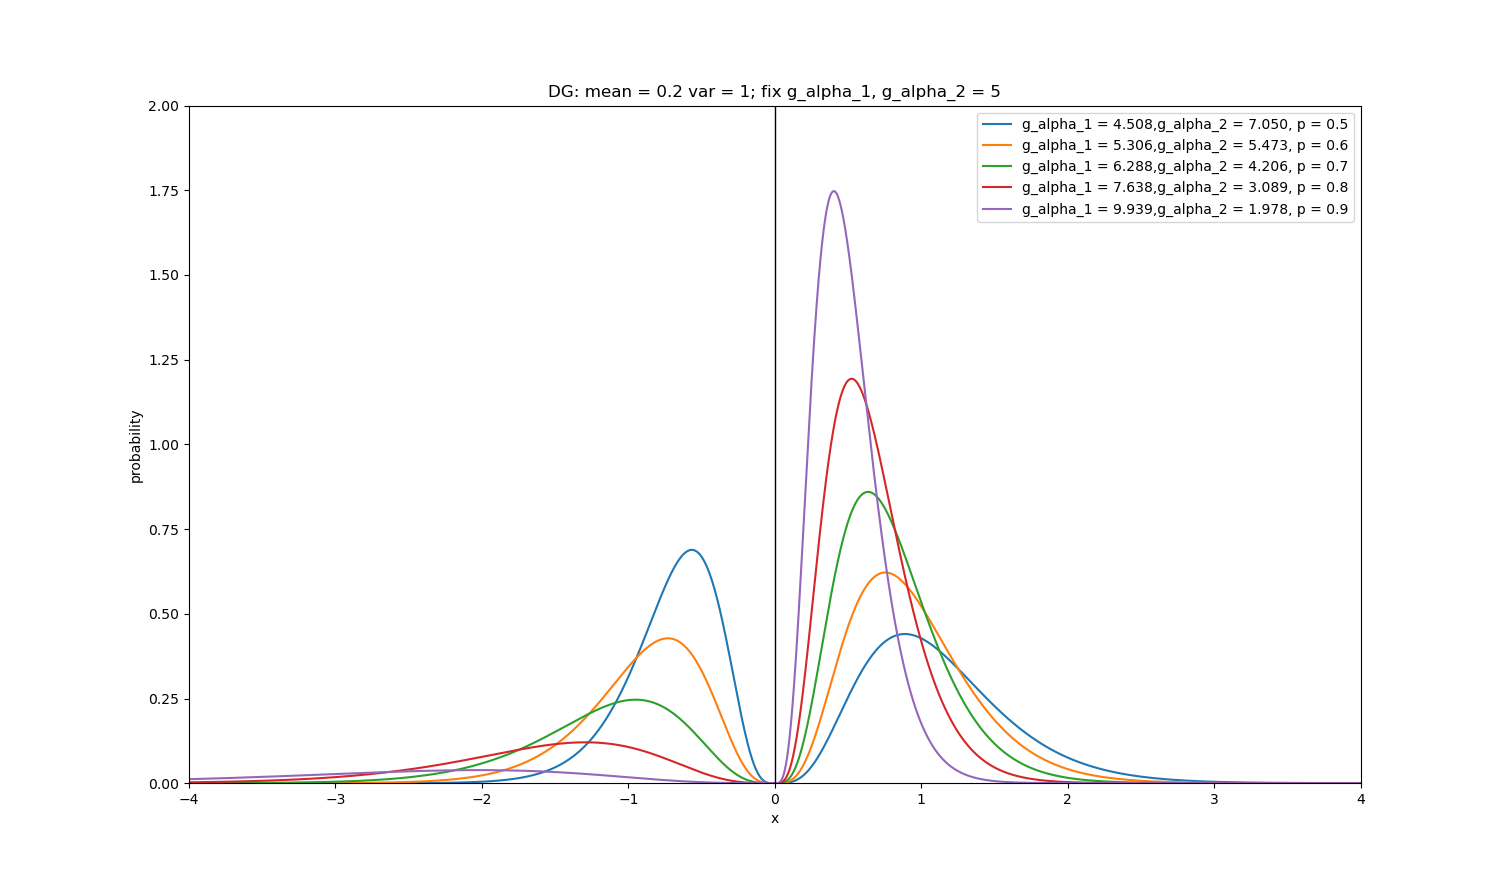 DG: mean = 0.2 var = 1; fix g_alpha_1, g_alpha_2 = 5
g_alpha_1 = 4.508,g_alpha_2 = 7.050, p = 0.5
g_alpha_1 = 5.306,g_alpha_2 = 5.473, p = 0.6
g_alpha_1 = 6.288,g_alpha_2 = 4.206, p = 0.7
g_alpha_1 = 7.638,g_alpha_2 = 3.089, p = 0.8
g_alpha_1 = 9.939,g_alpha_2 = 1.978, p = 0.9
2.00
1.75
1.50
1.25
1.00
0.75
0.50
0.25
0.00
probability
−4 −3 −2 −1 0 1 2 3 4
x